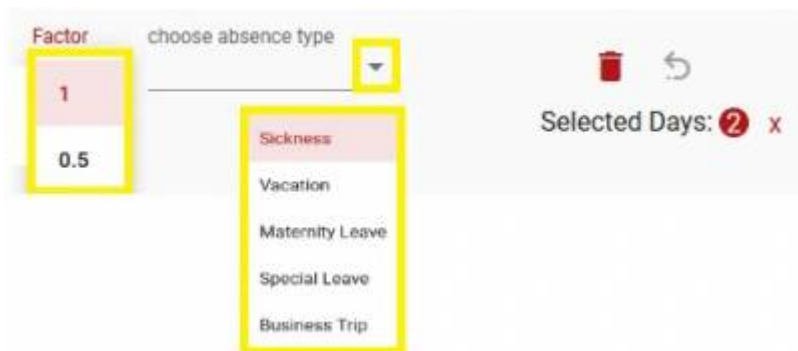 Factor
choose absence type
1
0.5
Sickness
Vacation
Maternity Leave
Special Leave
Business Trip
Selected Days: 2 x